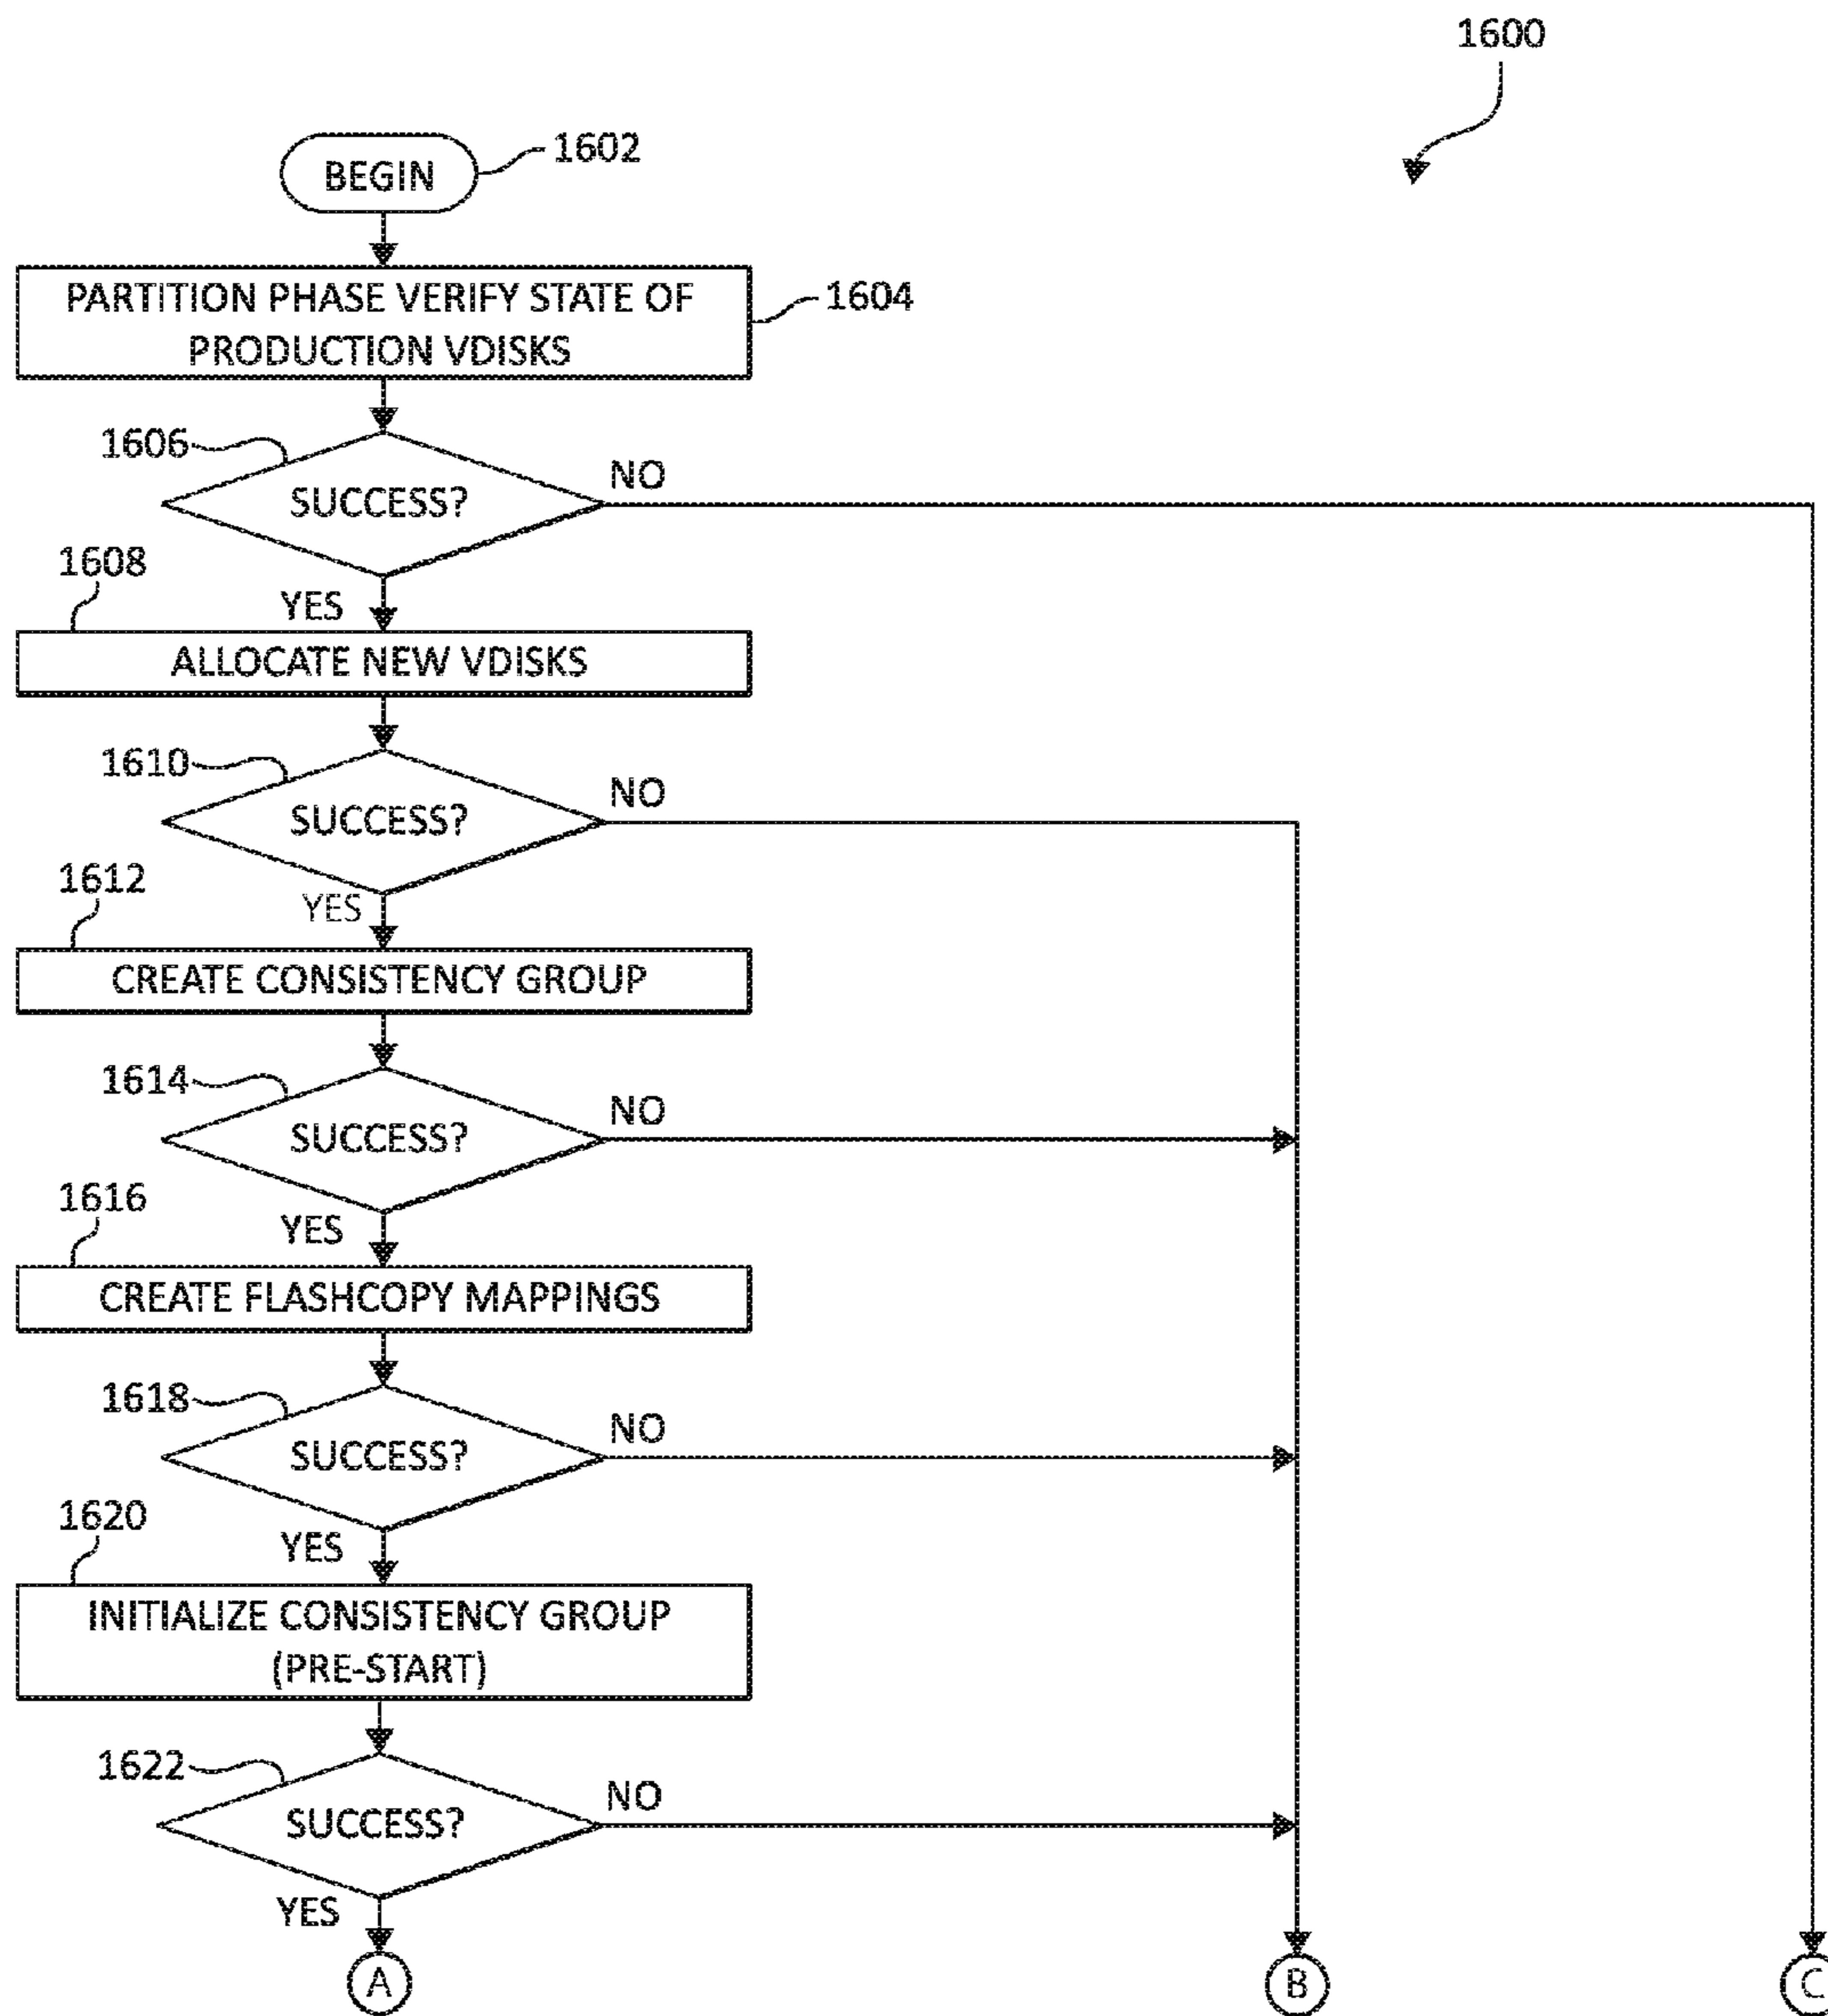 1600
BEGIN
1602
PARTITION PHASE VERIFY STATE OF
PRODUCTION VDISKS
1604
1606
SUCCESS?
NO
1608
YES
ALLOCATE NEW VDISKS
1610
SUCCESS?
NO
1612
YES
CREATE CONSISTENCY GROUP
1614
SUCCESS?
NO
1616
YES
CREATE FLASHCOPY MAPPINGS
1618
SUCCESS?
NO
1620
YES
INITIALIZE CONSISTENCY GROUP
(PRE-START)
1622
SUCCESS?
NO
YES
A
B
C